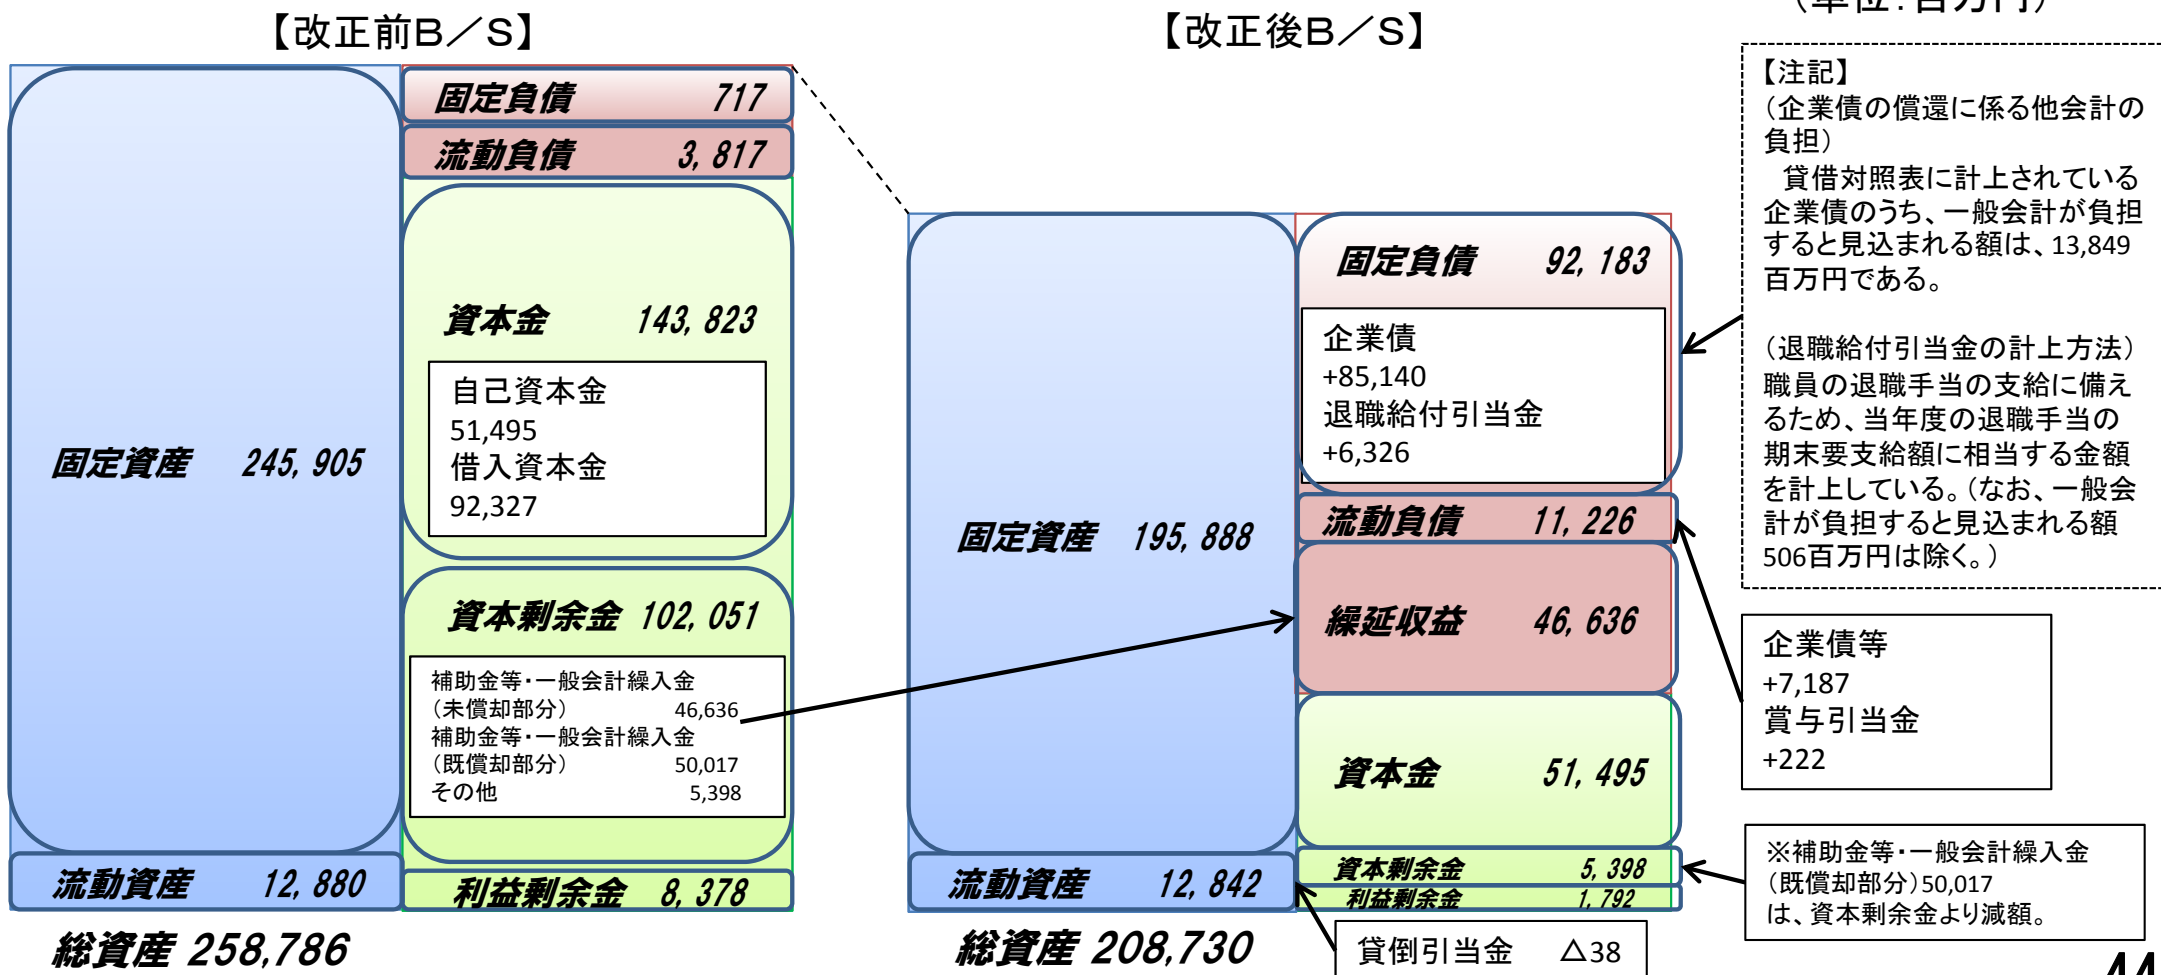 (単位:百万円)
【改正前B/S】
固定資産 245,905
流動資産 12,880
固定負債 717
流動負債 3,817
資本金 143,823
自己資本金
51,495
借入資本金
92,327
資本剰余金 102,051
補助金等・一般会計繰入金
(未償却部分) 46,636
補助金等・一般会計繰入金
(既償却部分) 50,017
その他 5,398
利益剰余金 8,378
総資産 258,786
【改正後B/S】
固定資産 195,888
流動資産 12,842
固定負債 92,183
企業債
+85,140
退職給付引当金
+6,326
流動負債 11,226
繰延収益 46,636
資本金 51,495
資本剰余金 5,398
利益剰余金 1,792
総資産 208,730
貸倒引当金 △38
【注記】
(企業債の償還に係る他会計の
負担)
貸借対照表に計上されている
企業債のうち、一般会計が負担
すると見込まれる額は、13,849
百万円である。
(退職給付引当金の計上方法)
職員の退職手当の支給に備え
るため、当年度の退職手当の
期末要支給額に相当する金額
を計上している。(なお、一般会
計が負担すると見込まれる額
506百万円は除く。)
企業債等
+7,187
賞与引当金
+222
※補助金等・一般会計繰入金
(既償却部分)50,017
は、資本剰余金より減額。
44